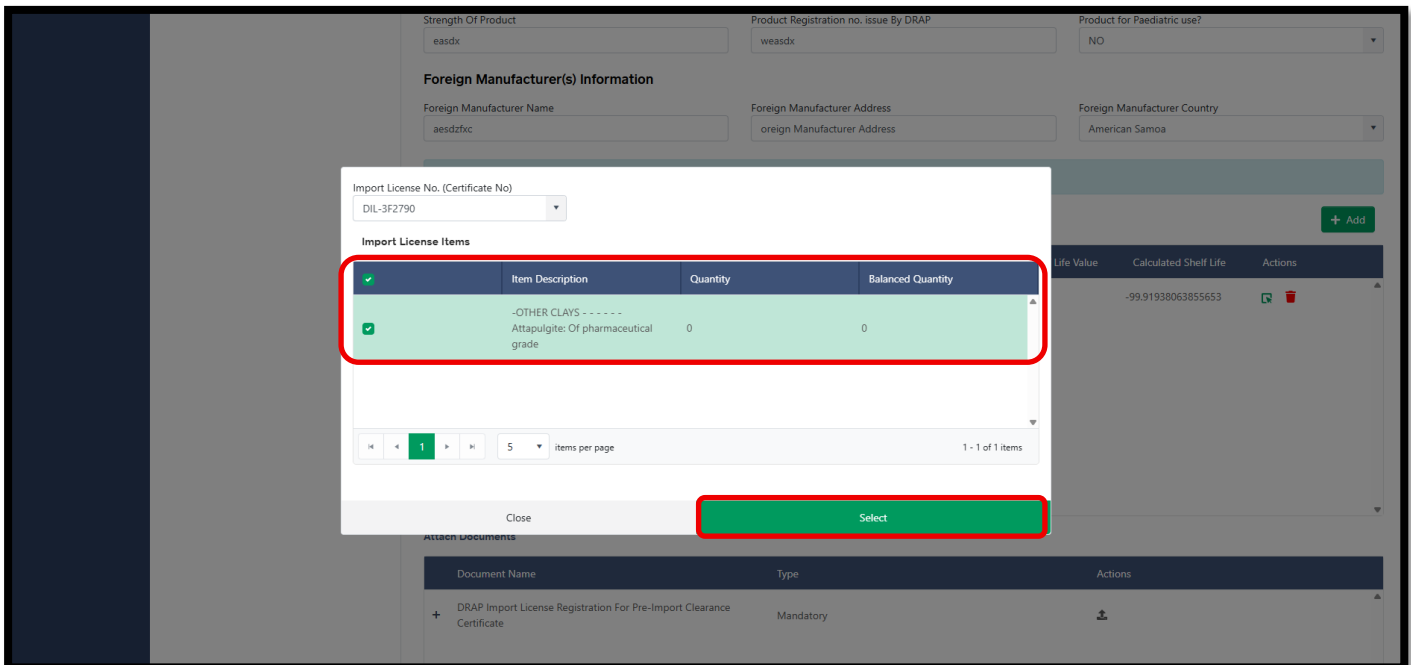 Strength Of Product Product Registration no. issue By DRAP Product for Paediatric use?
easdx weasdx NO
Foreign Manufacturer(s) Information
Foreign Manufacturer Name Foreign Manufacturer Address Foreign Manufacturer Country
aesdzfxc oreign Manufacturer Address American Samoa
Import License No. (Certificate No)
DIL-3F2790
+ Add
Import License Items
Life Value Calculated Shelf Life Actions
Item Description Quantity Balanced Quantity
-99.91938063855653
-OTHER CLAYS - - - - - -
Attapulgite: Of pharmaceutical 0 0
grade
1 5 items per page 1 - 1 of 1 items
Close Select
Attach Documents
Document Name Type Actions
DRAP Import License Registration For Pre-Import Clearance
Certificate Mandatory